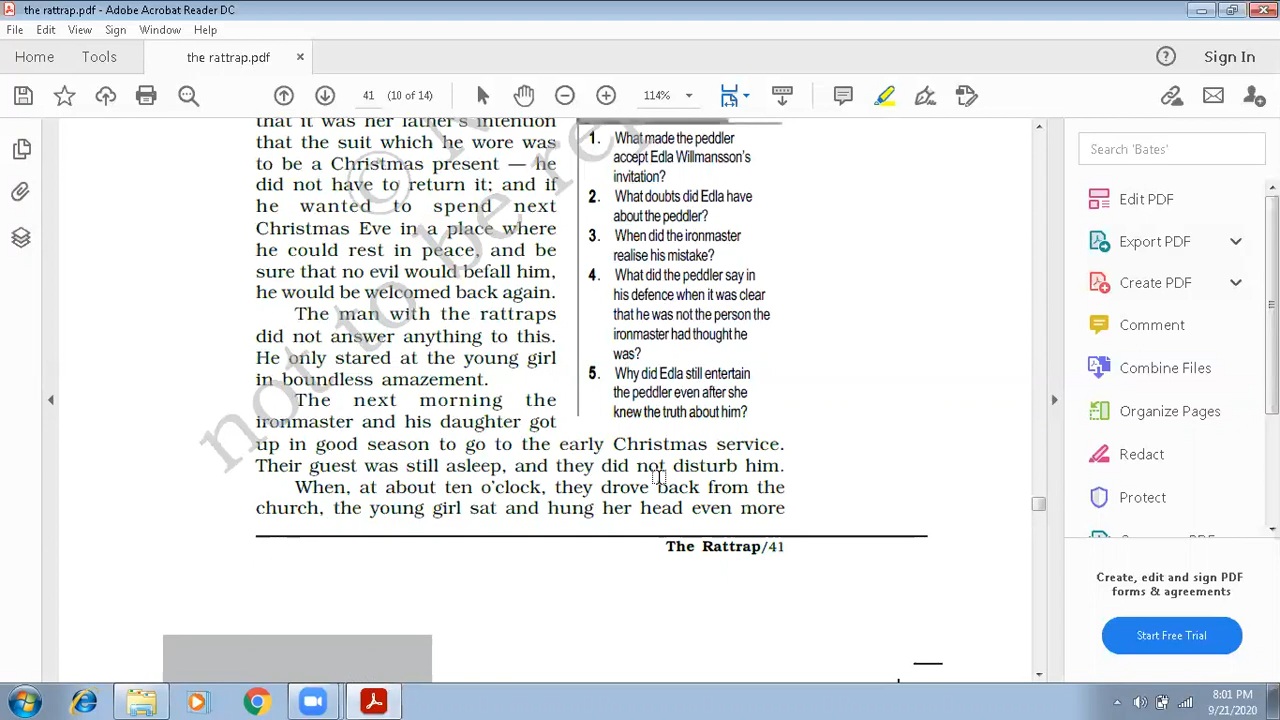 the rattrap.pdf - Adobe Acrobat Reader DC
File Edit View Sign Window Help
Home Tools the rattrap.pdf × ? Sign In
41 (10 of 14) 114%
that it was her father's intention
that the suit which he wore was
to be a Christmas present — he
did not have to return it; and if
he wanted to spend next
Christmas Eve in a place where
he could rest in peace, and be
sure that no evil would befall him,
he would be welcomed back again.
The man with the rattraps
did not answer anything to this.
He only stared at the young girl
in boundless amazement.
The next morning the
ironmaster and his daughter got
up in good season to go to the early Christmas service.
Their guest was still asleep, and they did not disturb him.
When, at about ten o'clock, they drove back from the
church, the young girl sat and hung her head even more
1. What made the peddler
accept Edla Willmansson's
invitation?
2. What doubts did Edla have
about the peddler?
3. When did the ironmaster
realise his mistake?
4. What did the peddler say in
his defence when it was clear
that he was not the person the
ironmaster had thought he
was?
5. Why did Edla still entertain
the peddler even after she
knew the truth about him?
The Rattrap/41
©
not to be re
Search 'Bates'
Edit PDF
Export PDF
Create PDF
Comment
Combine Files
Organize Pages
Redact
Protect
Create, edit and sign PDF
forms & agreements
Start Free Trial
8:01 PM
9/21/2020